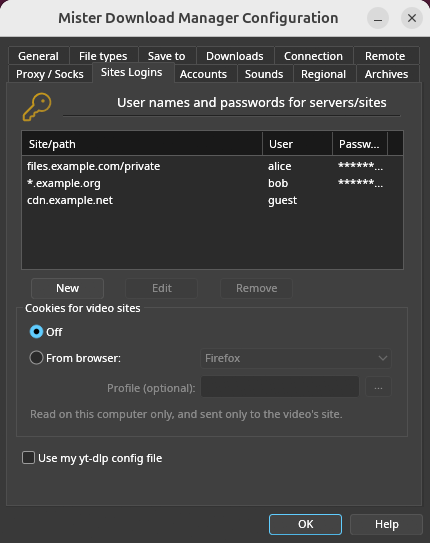 Mister Download Manager Configuration
General File types Save to Downloads Connection Remote
Proxy / Socks Sites Logins Accounts Sounds Regional Archives
User names and passwords for servers/sites
Site/path User Passw...
files.example.com/private alice ******...
*.example.org bob ******...
cdn.example.net guest
New Edit Remove
Cookies for video sites
Off
From browser: Firefox
Profile (optional): ...
Read on this computer only, and sent only to the video's site.
Use my yt-dlp config file
OK Help